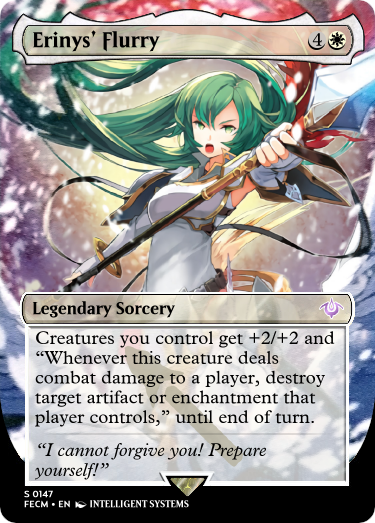 Erinys’ Flurry 4
Legendary Sorcery
Creatures you control get +2/+2 and
“Whenever this creature deals
combat damage to a player, destroy
target artifact or enchantment that
player controls,” until end of turn.
“I cannot forgive you! Prepare
yourself!”
S 0147
FECM • EN INTELLIGENT SYSTEMS